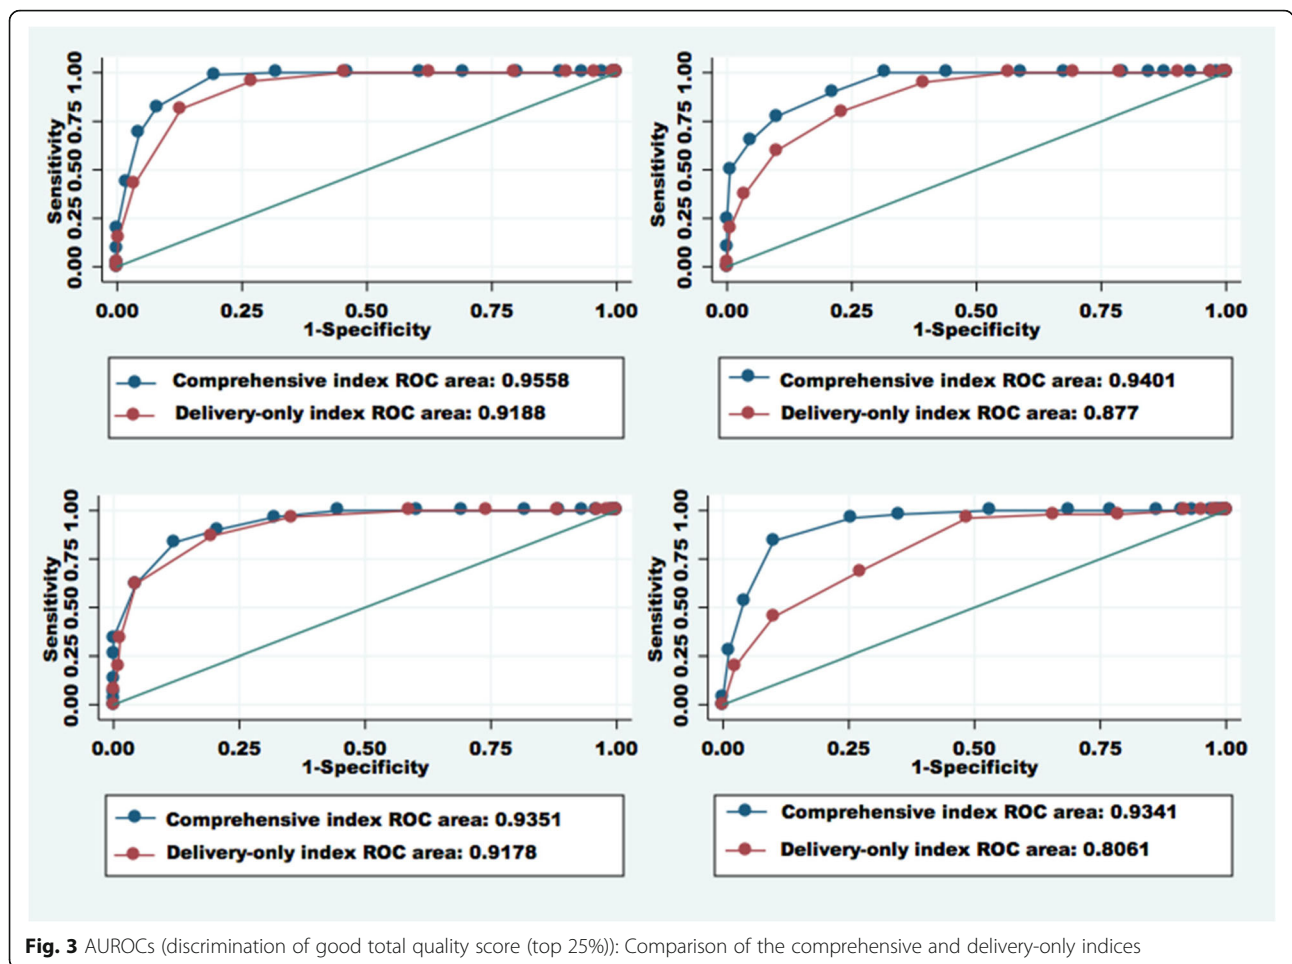 Sensitivity
0.00 0.25 0.50 0.75 1.00
0.00 0.25 0.50 0.75 1.00
1-Specificity
Comprehensive index ROC area: 0.9558
Delivery-only index ROC area: 0.9188
Sensitivity
0.00 0.25 0.50 0.75 1.00
0.00 0.25 0.50 0.75 1.00
1-Specificity
Comprehensive index ROC area: 0.9401
Delivery-only index ROC area: 0.877
Sensitivity
0.00 0.25 0.50 0.75 1.00
0.00 0.25 0.50 0.75 1.00
1-Specificity
Comprehensive index ROC area: 0.9351
Delivery-only index ROC area: 0.9178
Sensitivity
0.00 0.25 0.50 0.75 1.00
0.00 0.25 0.50 0.75 1.00
1-Specificity
Comprehensive index ROC area: 0.9341
Delivery-only index ROC area: 0.8061
Fig. 3 AUROCs (discrimination of good total quality score (top 25%)): Comparison of the comprehensive and delivery-only indices